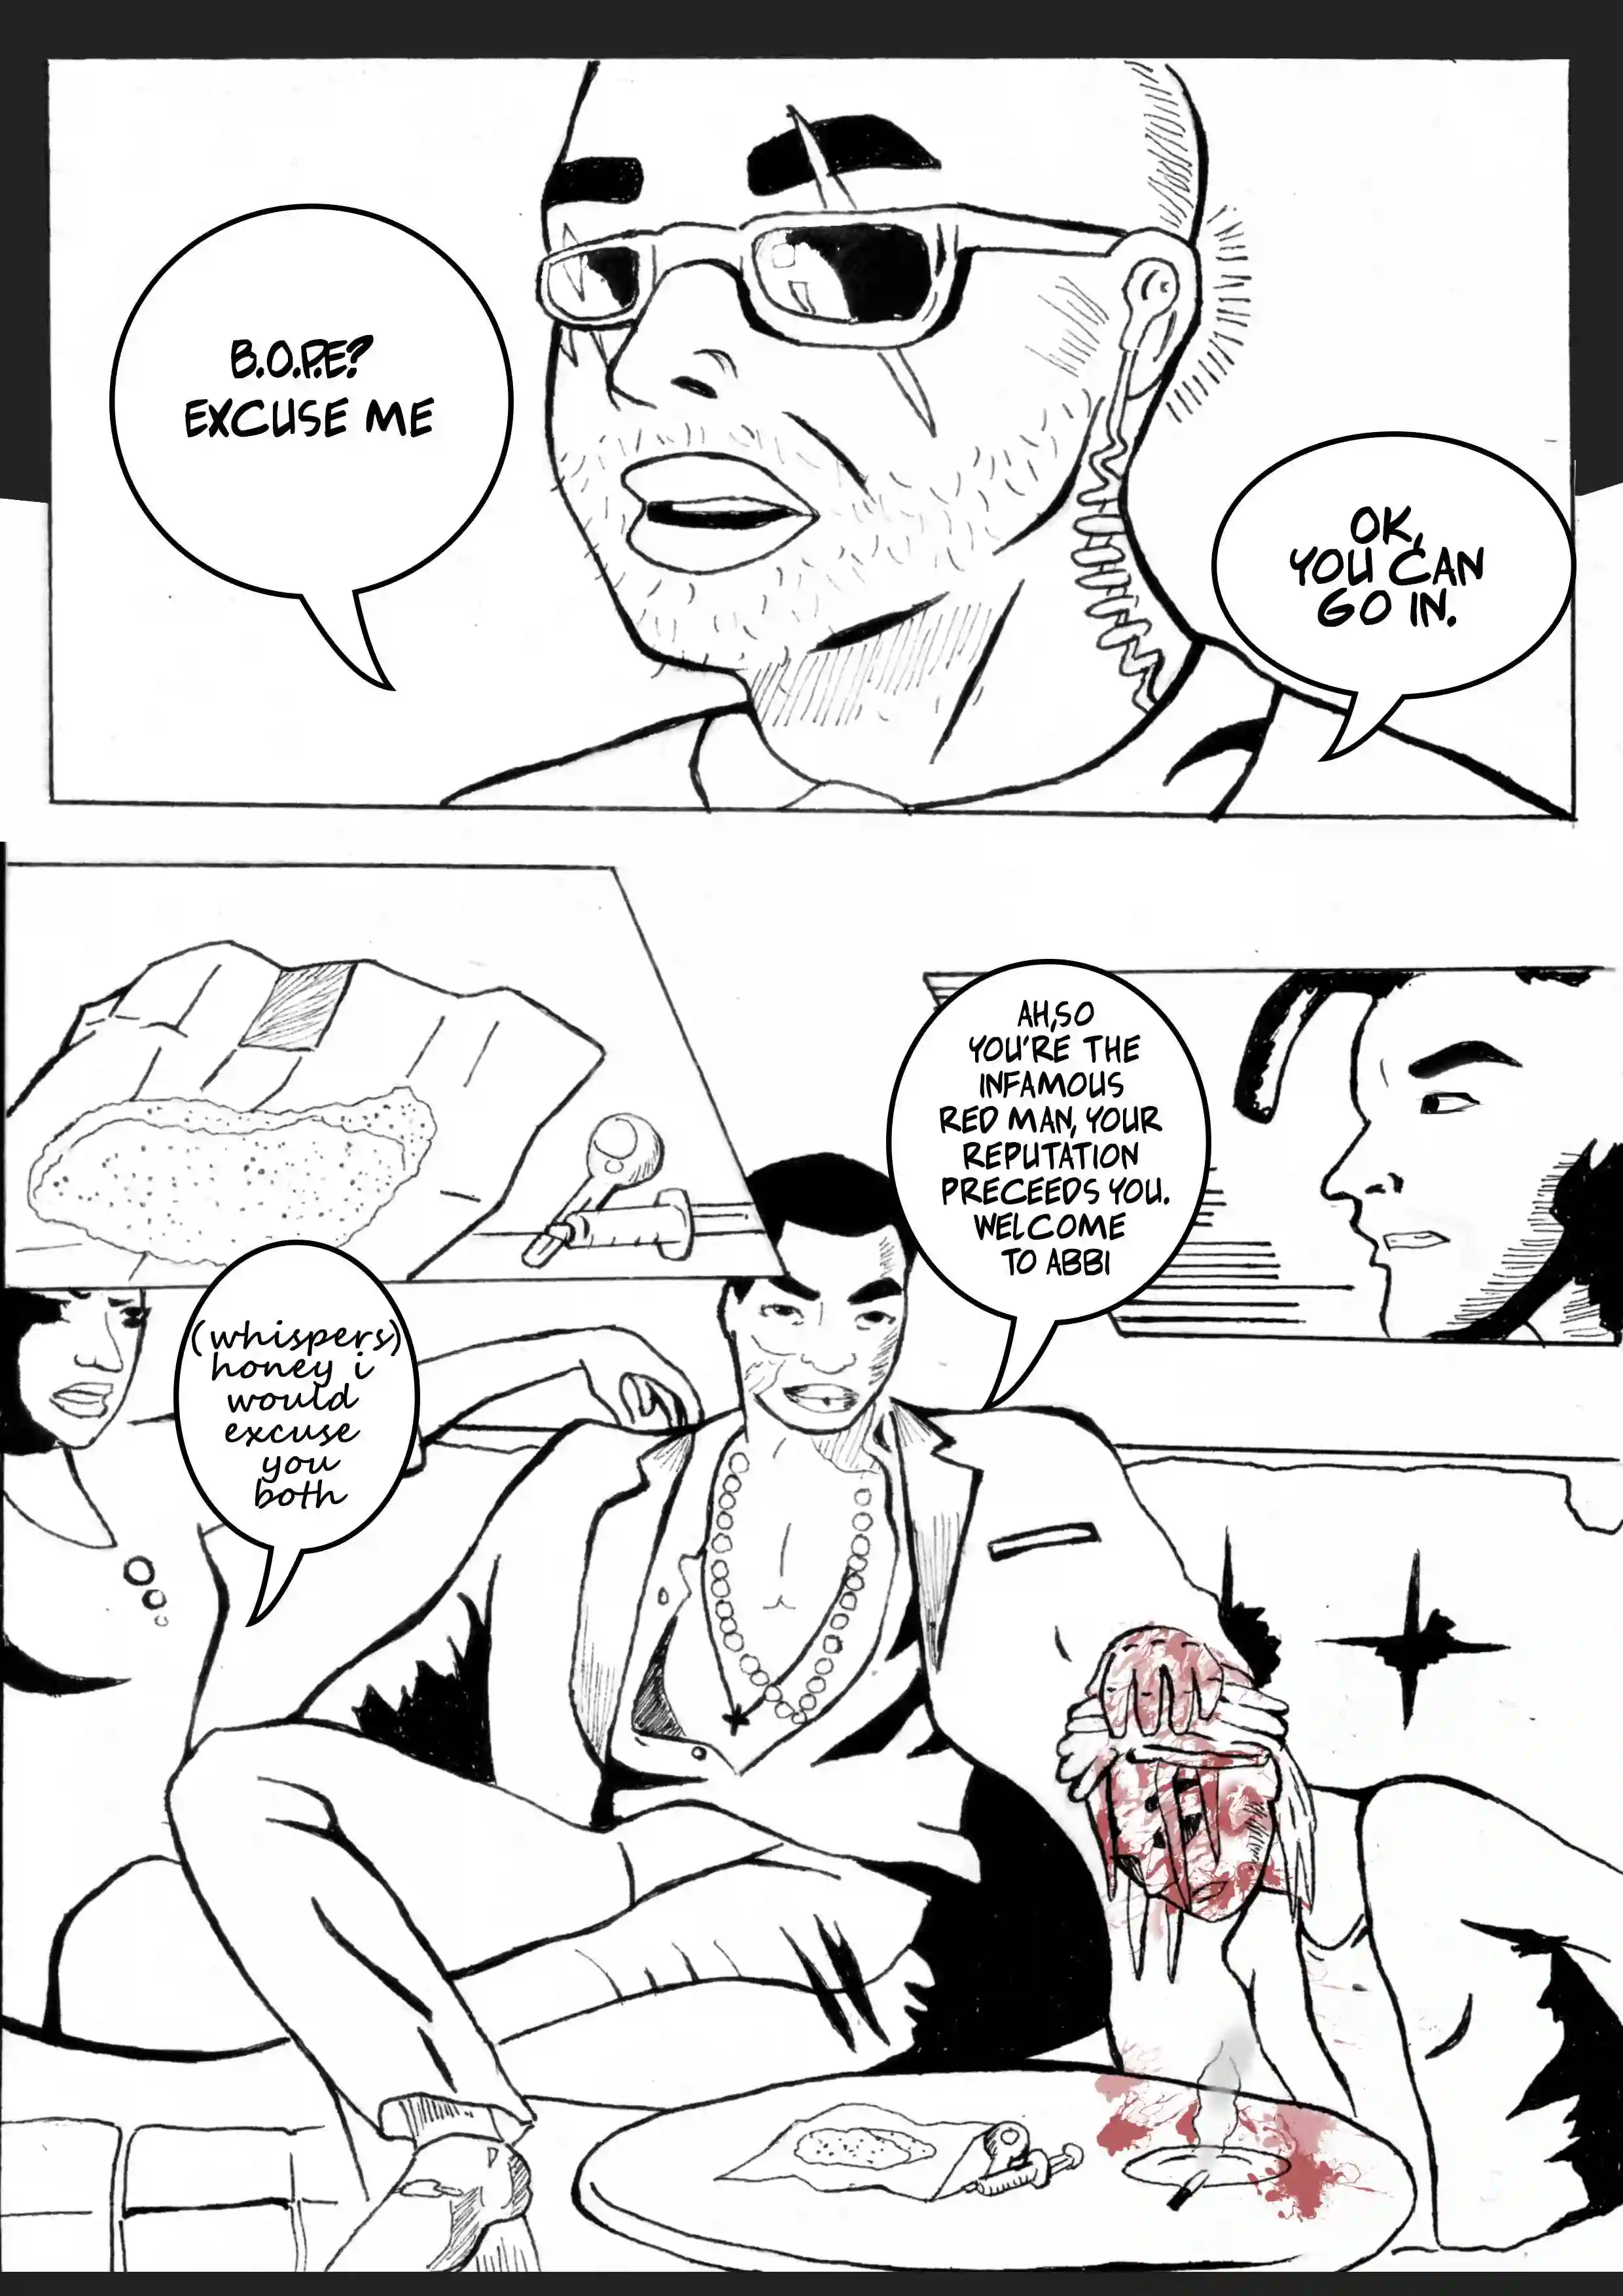 B.O.P.E?
EXCUSE ME
OK,
YOU CAN
GO IN.
AH,SO
YOU'RE THE
INFAMOUS
RED MAN, YOUR
REPUTATION
PRECEEDS YOU.
WELCOME
TO ABBI
(whispers)
honey i
would
excuse
you
both